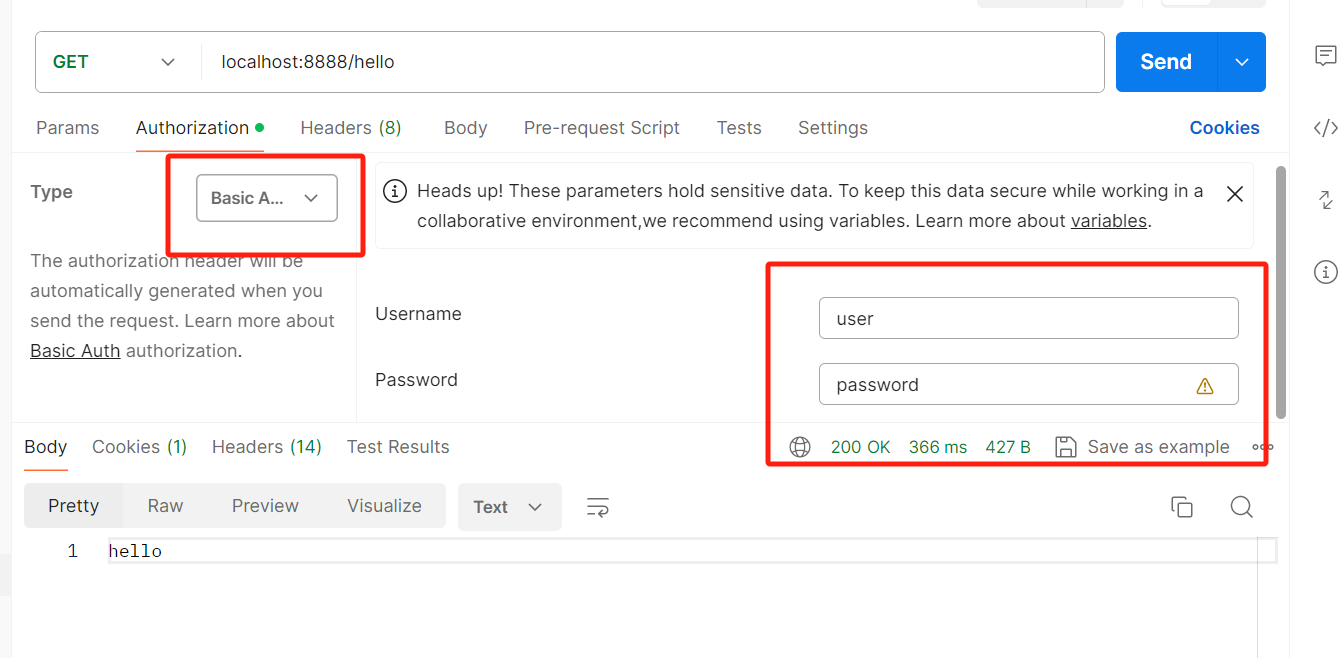 GET localhost:8888/hello Send
Params Authorization Headers (8) Body Pre-request Script Tests Settings Cookies
Type Basic A...
Heads up! These parameters hold sensitive data. To keep this data secure while working in a
collaborative environment,we recommend using variables. Learn more about variables.
The authorization header will be
automatically generated when you
send the request. Learn more about
Basic Auth authorization.
Username user
Password password
Body Cookies (1) Headers (14) Test Results 200 OK 366 ms 427 B Save as example
Pretty Raw Preview Visualize Text
1 hello